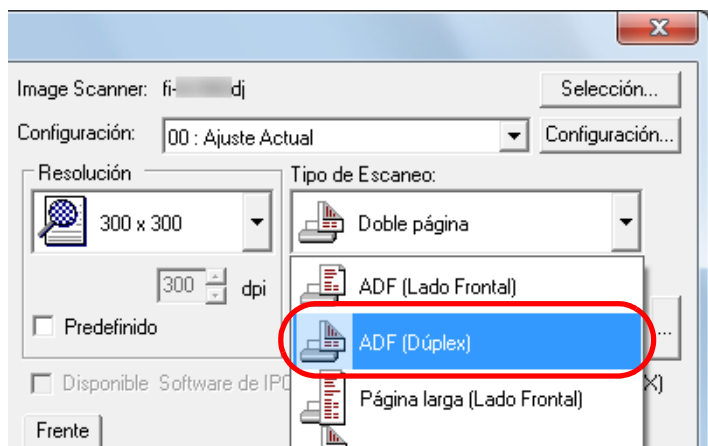 Image Scanner: fi- dj
Selección...
Configuración: 00 : Ajuste Actual
Configuración...
Resolución
Tipo de Escaneo:
300 x 300
Doble página
300 dpi
ADF (Lado Frontal)
Predefinido
ADF (Dúplex)
...
Disponible Software de IPC
X)
Página larga (Lado Frontal)
Frente